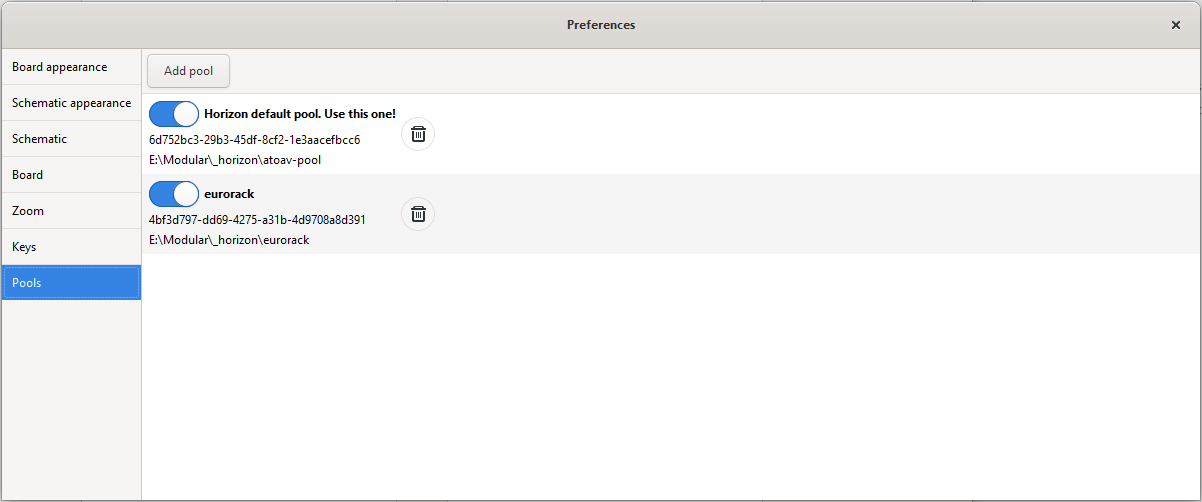 Preferences
Board appearance
Schematic appearance
Schematic
Board
Zoom
Keys
Pools
Add pool
Horizon default pool. Use this one!
6d752bc3-29b3-45df-8cf2-1e3aacefbcc6
E:\Modular\_horizon\atoav-pool
eurorack
4bf3d797-dd69-4275-a31b-4d9708a8d391
E:\Modular\_horizon\eurorack